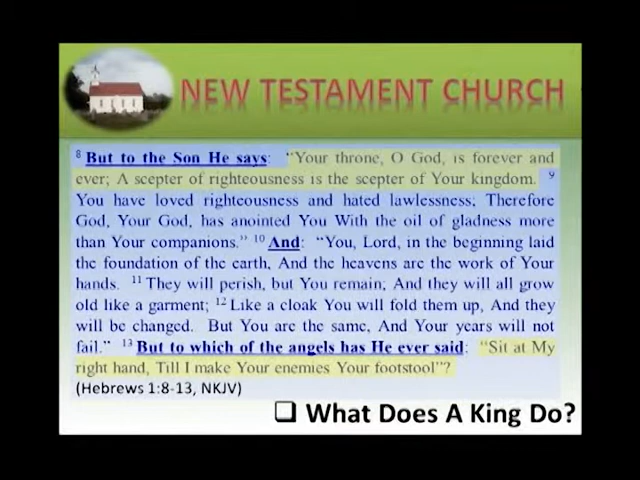 NEW TESTAMENT CHURCH
8 But to the Son He says: "Your throne, O God, is forever and
ever; A scepter of righteousness is the scepter of Your kingdom. 9
You have loved righteousness and hated lawlessness; Therefore
God, Your God, has anointed You With the oil of gladness more
than Your companions." 10 And: "You, Lord, in the beginning laid
the foundation of the earth, And the heavens are the work of Your
hands. 11 They will perish, but You remain; And they will all grow
old like a garment; 12 Like a cloak You will fold them up, And they
will be changed. But You are the same, And Your years will not
fail." 13 But to which of the angels has He ever said: "Sit at My
right hand, Till I make Your enemies Your footstool"?
(Hebrews 1:8-13, NKJV)
❑ What Does A King Do?